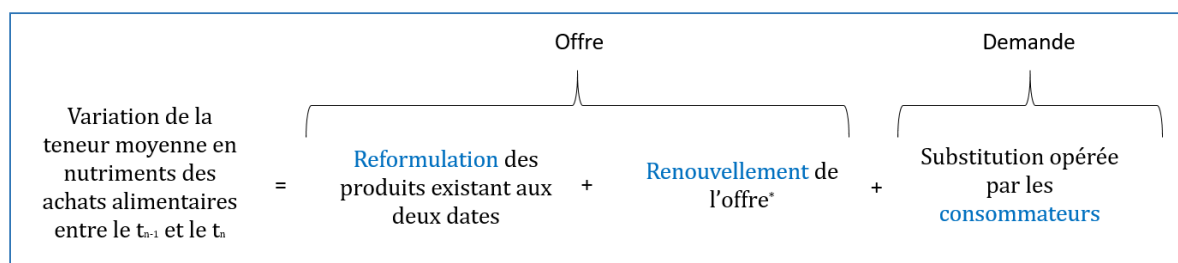 Offre
Demande
Variation de la
teneur moyenne en
nutriments des
achats alimentaires
entre le tn-1 et le tn
=
Reformulation des
produits existant aux
deux dates
+
Renouvellement de
l’offre*
+
Substitution opérée
par les
consommateurs